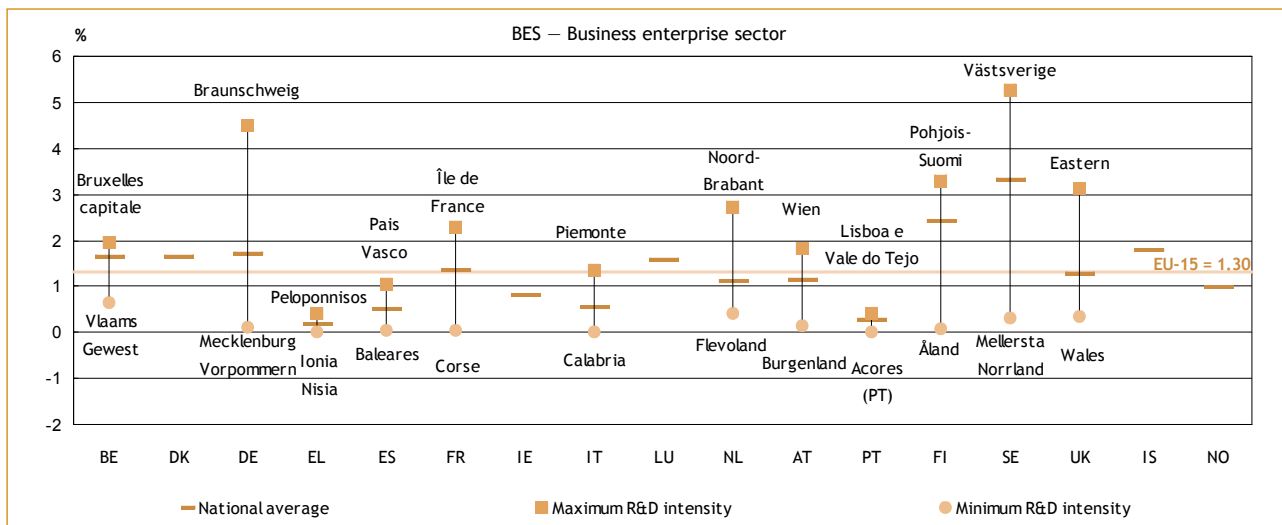 BES — Business enterprise sector
%
6
5
4
3
2
1
0
-1
-2
Bruxelles
capitale
Vlaams
Gewest
Braunschweig
Mecklenburg
Vorpommern
Peloponnisos
Ionia
Nisia
Pais
Vasco
Baleares
Île de
France
Corse
Piemonte
Calabria
Noord-
Brabant
Flevoland
Wien
Burgenland
Lisboa e
Vale do Tejo
Acores
(PT)
Pohjois-
Suomi
Åland
Västsverige
Mellersta
Norrland
Eastern
Wales
EU-15 = 1.30
BE DK DE EL ES FR IE IT LU NL AT PT FI SE UK IS NO
National average Maximum R&D intensity Minimum R&D intensity